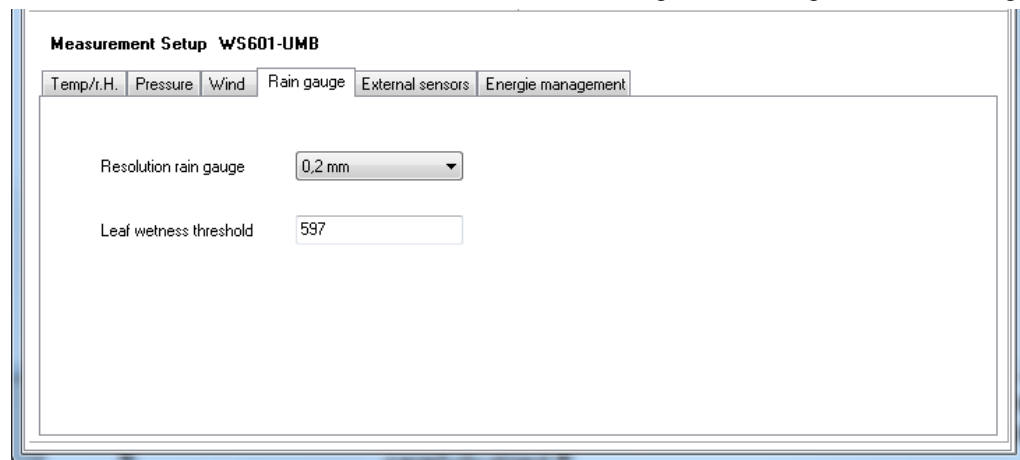 Measurement Setup WS601-UMB
Temp/r.H. Pressure Wind Rain gauge External sensors Energie management
Resolution rain gauge 0,2 mm
Leaf wetness threshold 597